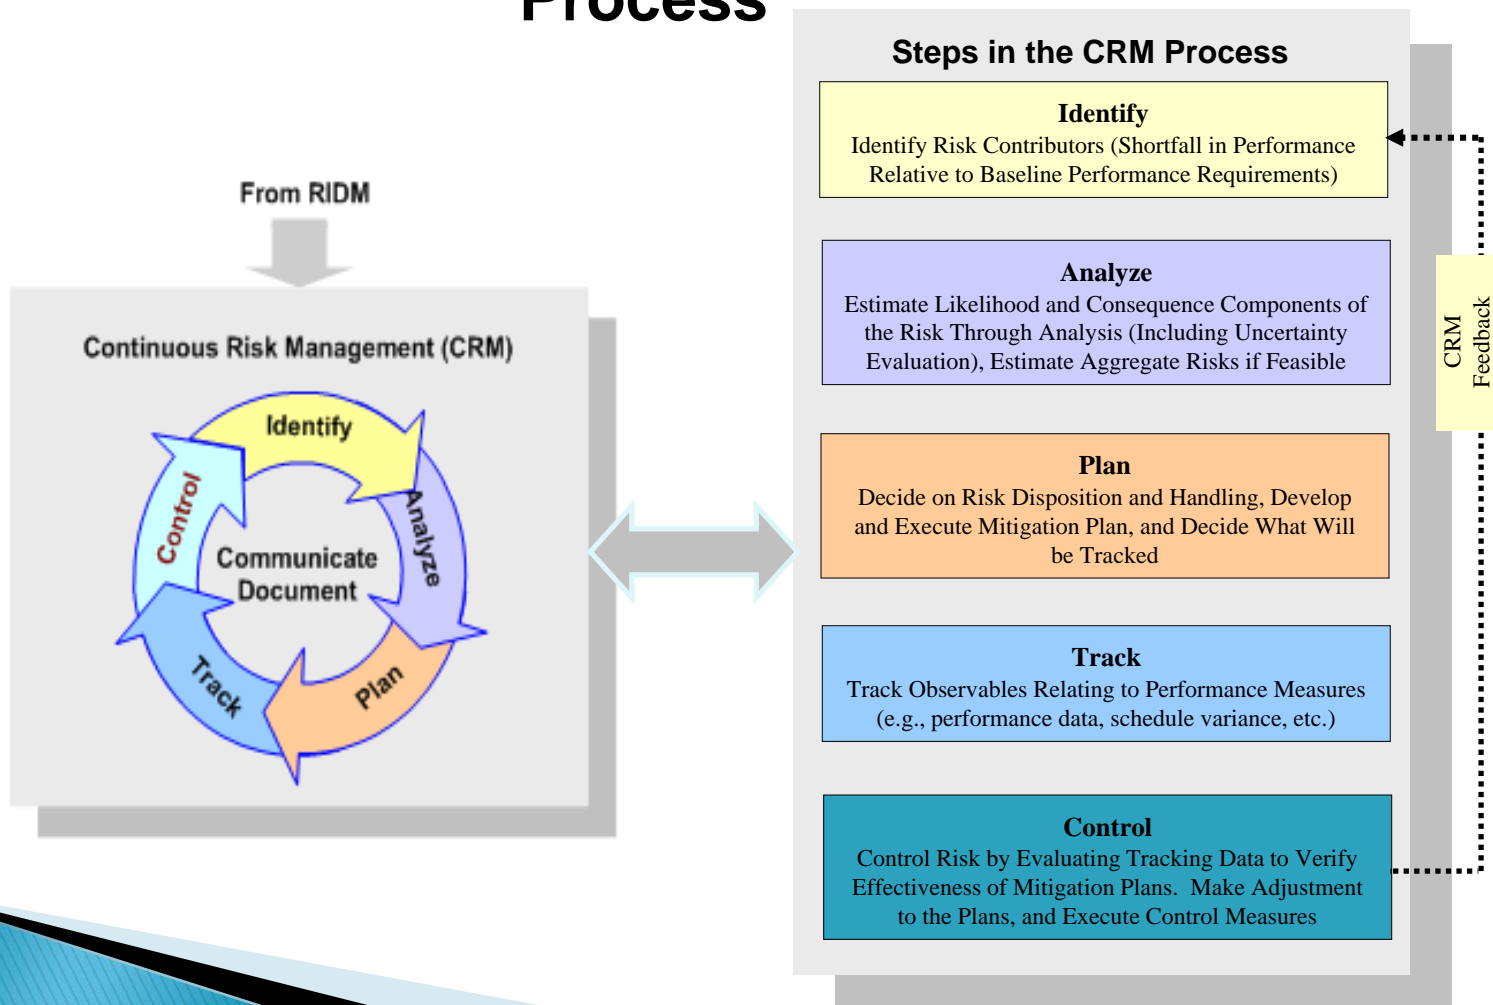 Process
From RIDM
Continuous Risk Management (CRM)
Identify
Analyze
Plan
Track
Control
Communicate
Document
Steps in the CRM Process
Identify
Identify Risk Contributors (Shortfall in Performance
Relative to Baseline Performance Requirements)
Analyze
Estimate Likelihood and Consequence Components of
the Risk Through Analysis (Including Uncertainty
Evaluation), Estimate Aggregate Risks if Feasible
Plan
Decide on Risk Disposition and Handling, Develop
and Execute Mitigation Plan, and Decide What Will
be Tracked
Track
Track Observables Relating to Performance Measures
(e.g., performance data, schedule variance, etc.)
Control
Control Risk by Evaluating Tracking Data to Verify
Effectiveness of Mitigation Plans.  Make Adjustment
to the Plans, and Execute Control Measures
CRM
Feedback